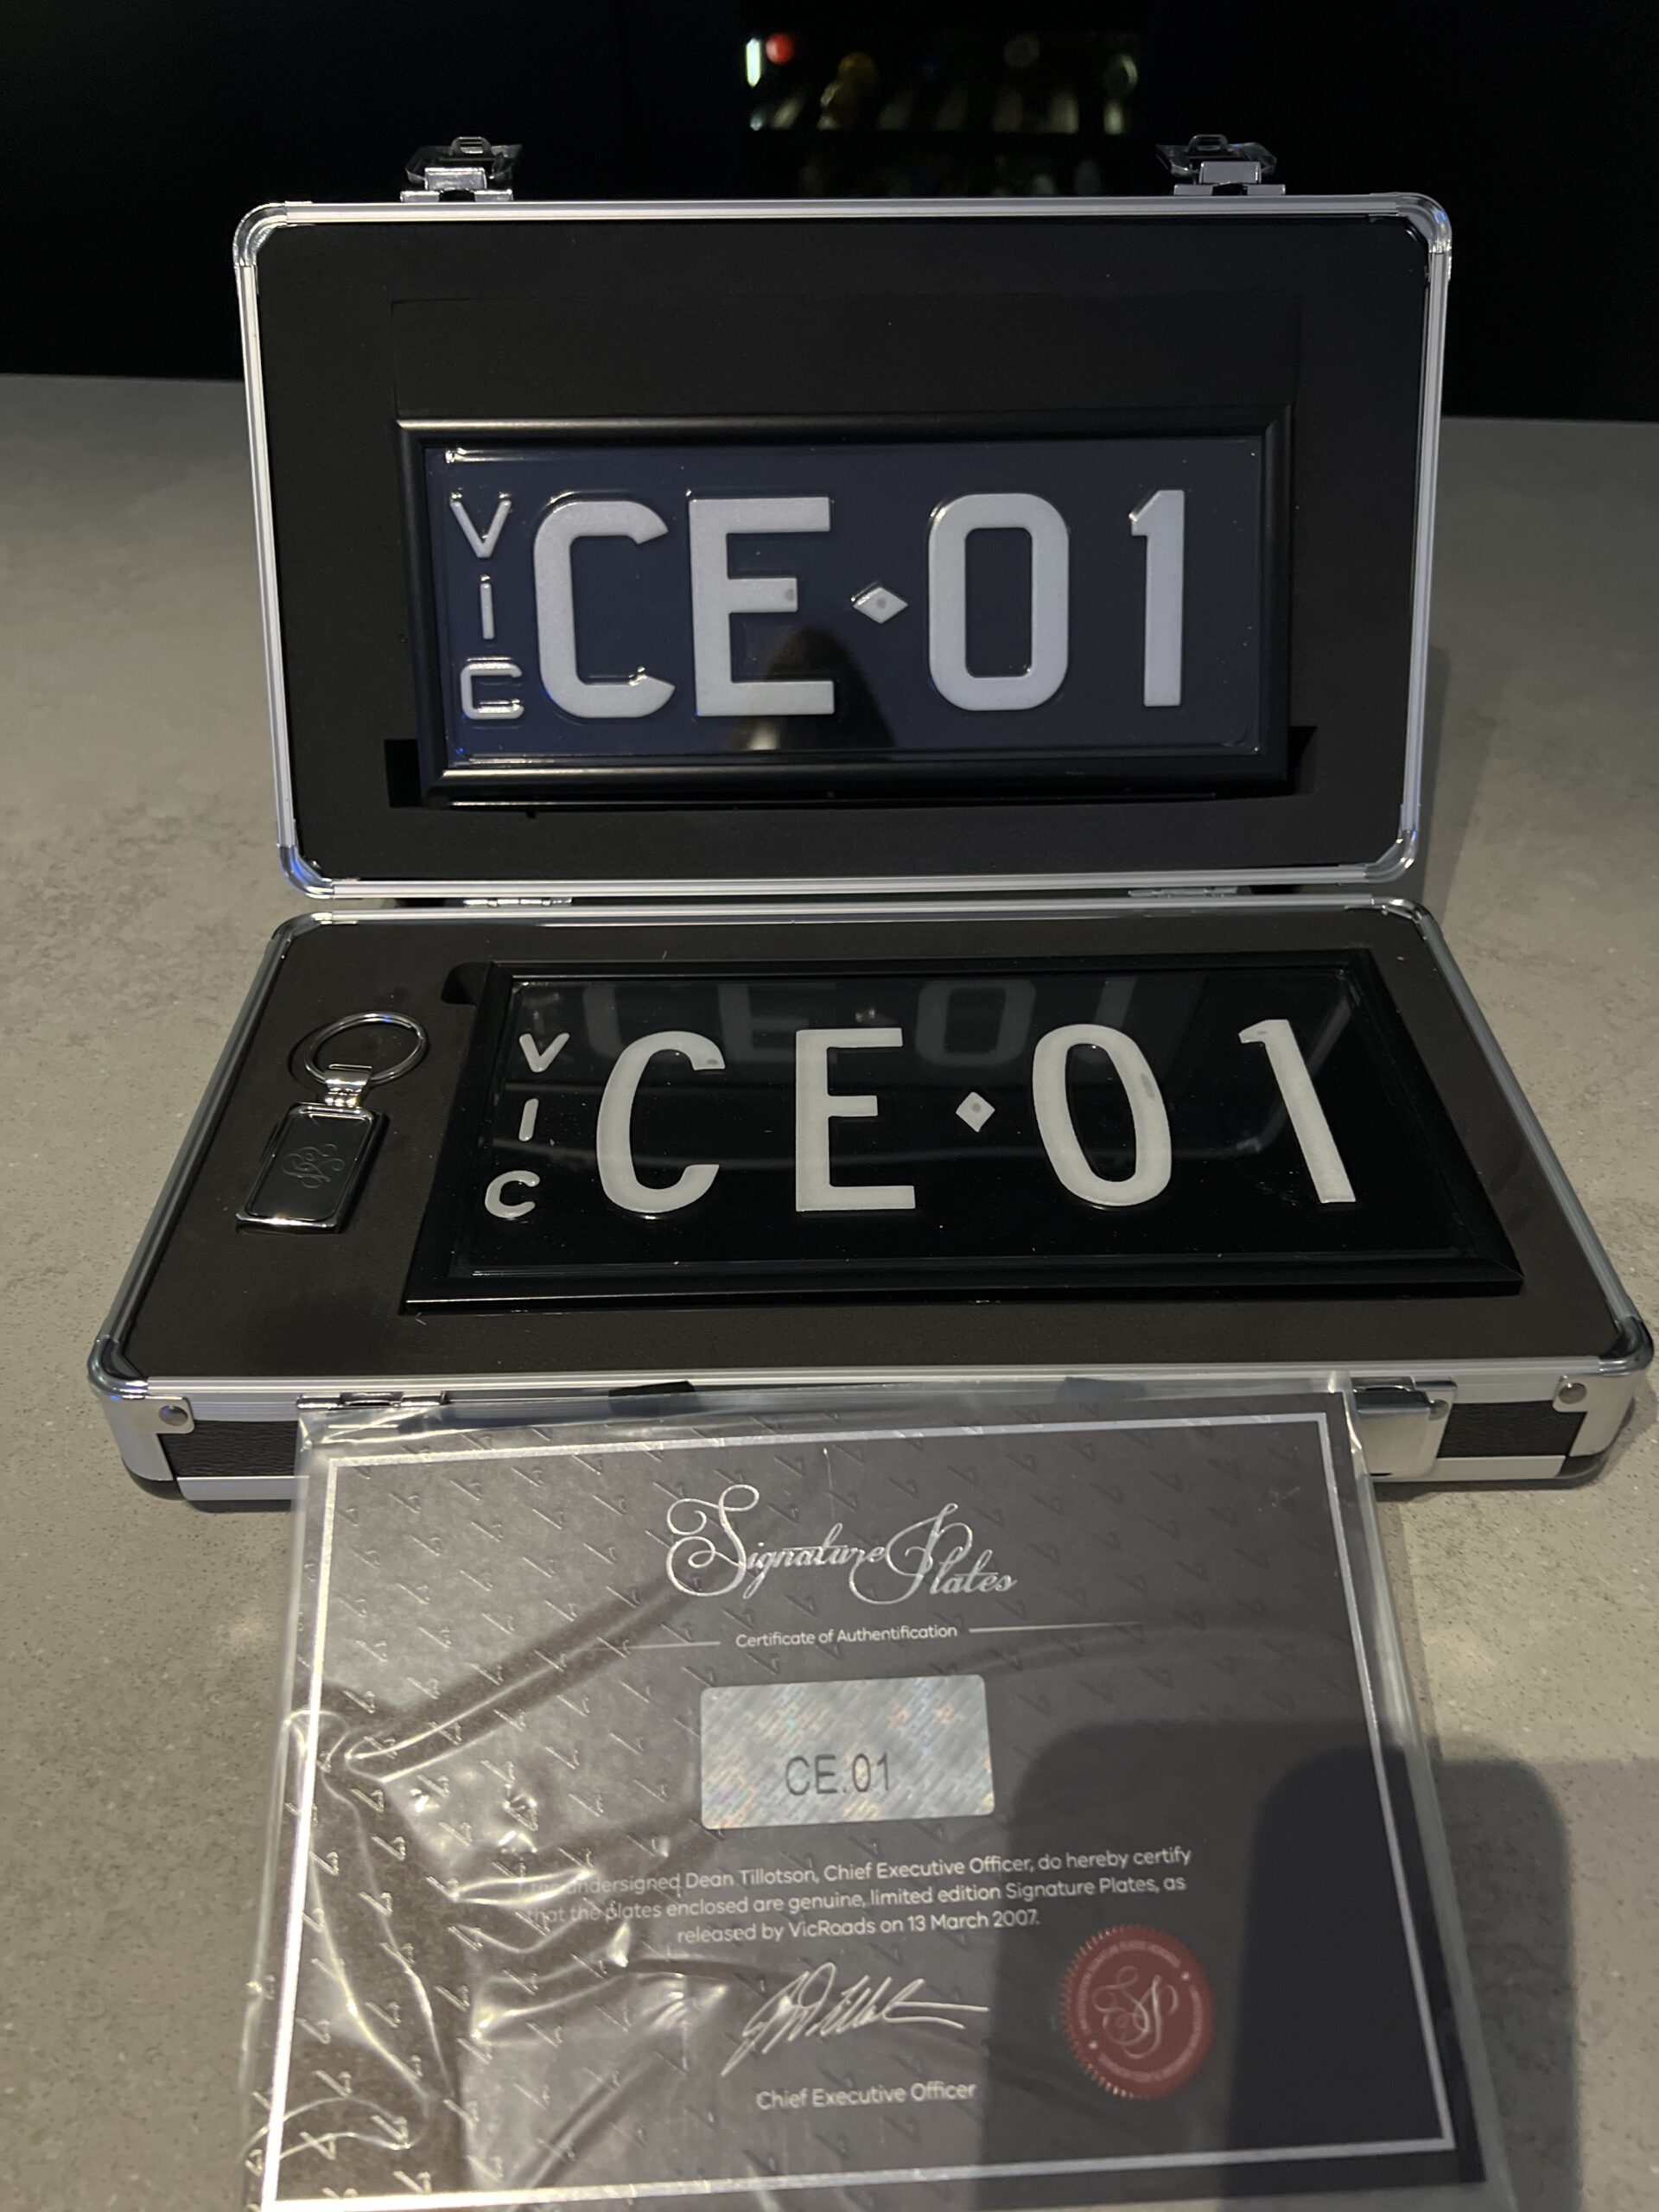 VIC CE♦01
VIC CE♦01
Signature Plates
Certificate of Authentification
CE.01
undersigned Dean Tillotson, Chief Executive Officer, do hereby certify
that the plates enclosed are genuine, limited edition Signature Plates, as
released by VicRoads on 13 March 2007.
Chief Executive Officer